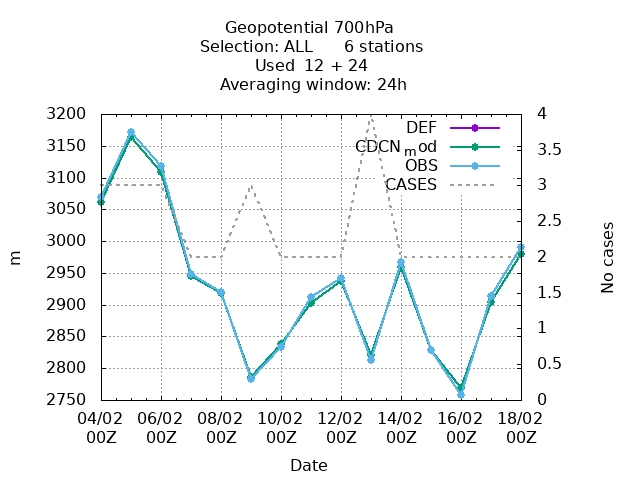 Geopotential 700hPa
Selection: ALL      6 stations
Used  12 + 24
Averaging window: 24h
DEF
CDCN mod
OBS
CASES
3200
3150
3100
3050
3000
2950
2900
2850
2800
2750
4
3.5
3
2.5
2
1.5
1
0.5
0
m
No cases
04/02 06/02 08/02 10/02 12/02 14/02 16/02 18/02
00Z 00Z 00Z 00Z 00Z 00Z 00Z 00Z
Date